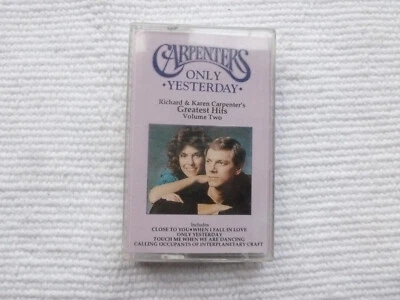 CARPENTERS
ONLY
•YESTERDAY•
Richard & Karen Carpenter's
Greatest Hits
Volume Two
Includes
CLOSE TO YOU•WHEN I FALL IN LOVE
ONLY YESTERDAY
TOUCH ME WHEN WE ARE DANCING
CALLING OCCUPANTS OF INTERPLANETARY CRAFT